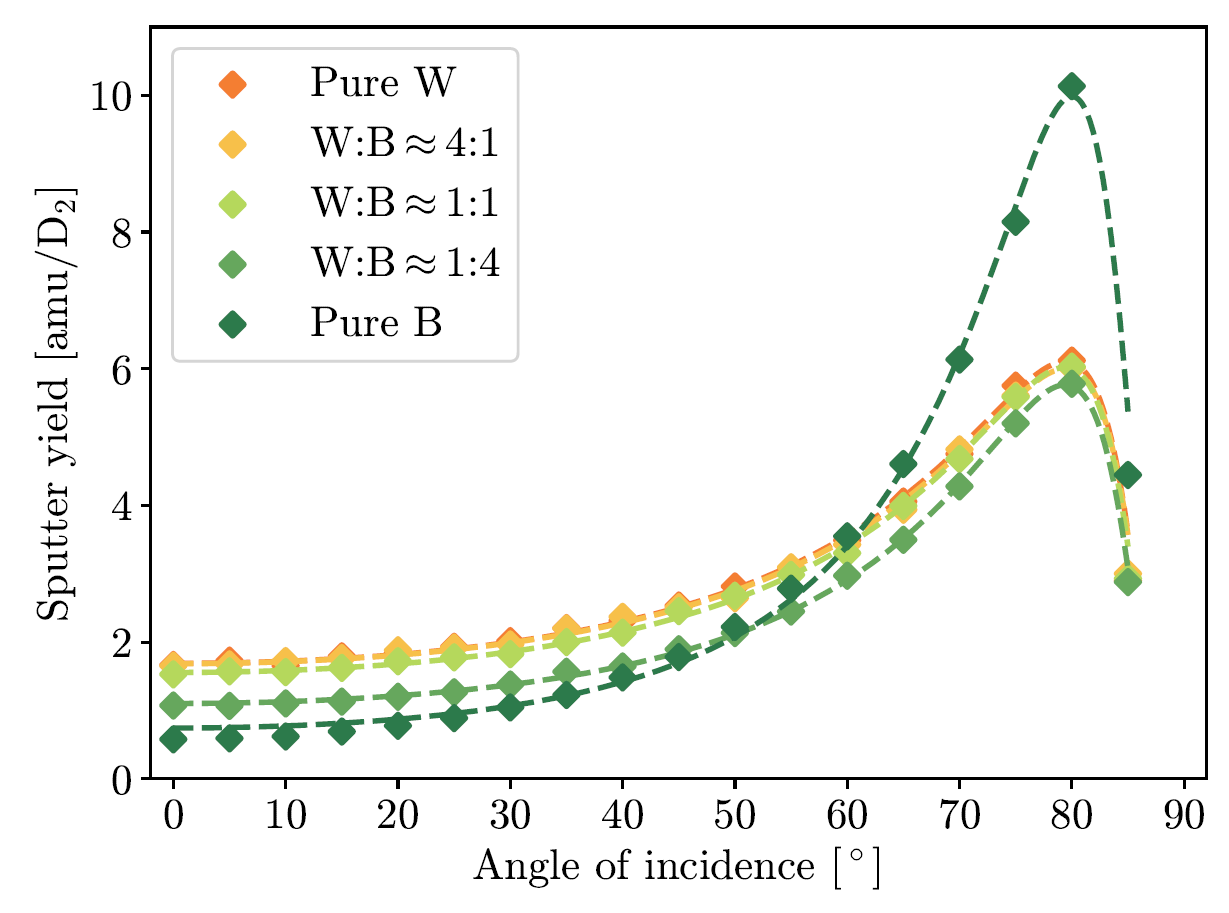 Pure W
W:B ≈ 4:1
W:B ≈ 1:1
W:B ≈ 1:4
Pure B
Sputter yield [amu/D₂]
10
8
6
4
2
0
0 10 20 30 40 50 60 70 80 90
Angle of incidence [°]